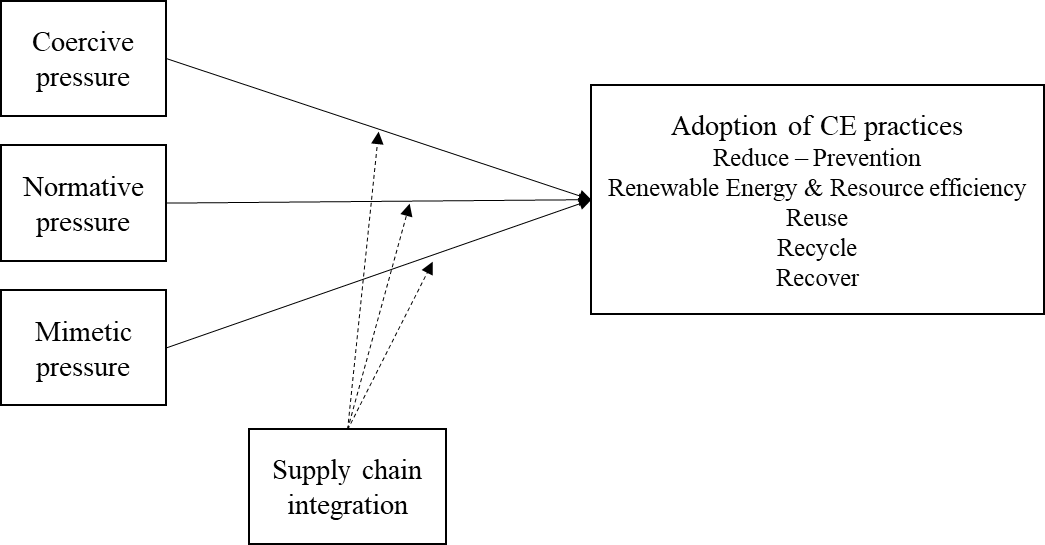 Coercive
pressure
Normative
pressure
Mimetic
pressure
Supply chain
integration
Adoption of CE practices
Reduce – Prevention
Renewable Energy & Resource efficiency
Reuse
Recycle
Recover